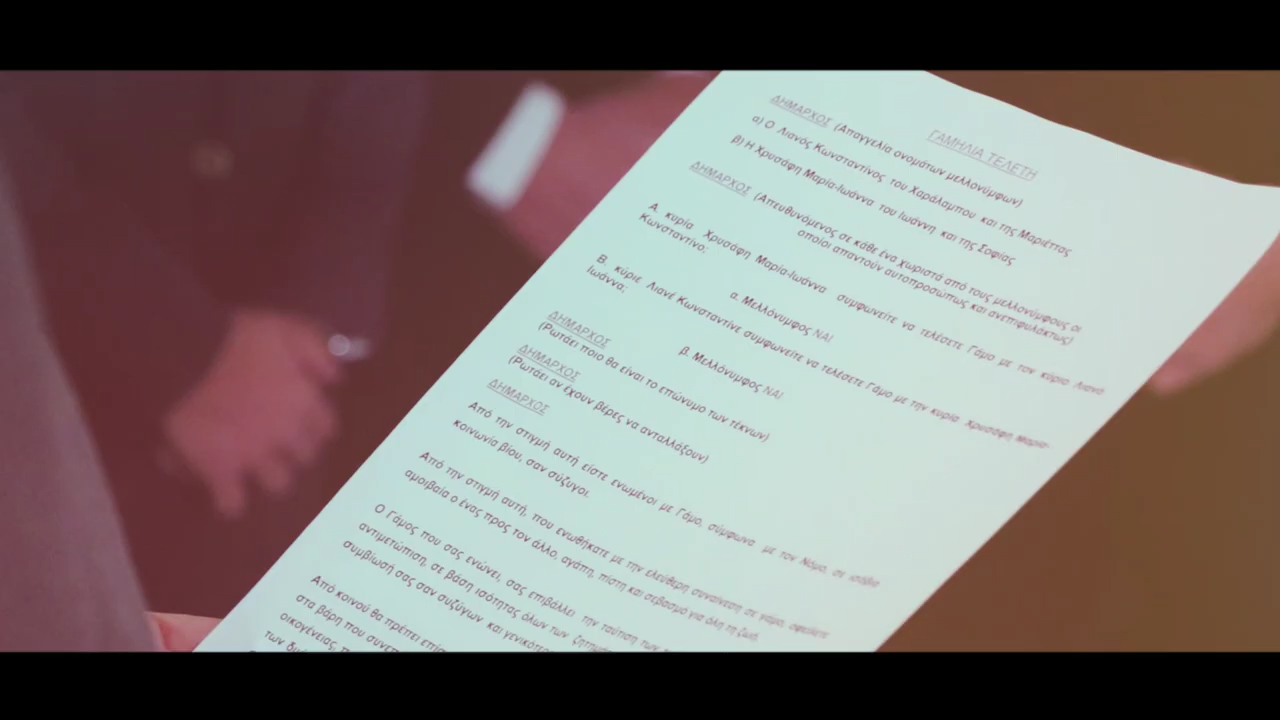 ΓΑΜΗΛΙΑ ΤΕΛΕΤΗ
ΔΗΜΑΡΧΟΣ (Απαγγελία ονομάτων μελλονύμφων)
α) Ο Λιανός Κωνσταντίνος του Χαράλαμπου και της Μαριέττας
β) Η Χρυσάφη Μαρία-Ιωάννα του Ιωάννη και της Σοφίας
ΔΗΜΑΡΧΟΣ (Απευθυνόμενος σε κάθε ένα χωριστά από τους μελλονύμφους οι
οποίοι απαντούν αυτοπροσώπως και ανεπιφυλάκτως)
Α. κυρία Χρυσάφη Μαρία-Ιωάννα συμφωνείτε να τελέσετε Γάμο με τον κύριο Λιανό
Κωνσταντίνο;
α. Μελλόνυμφος ΝΑΙ
Β. κύριε Λιανέ Κωνσταντίνε συμφωνείτε να τελέσετε Γάμο με την κυρία Χρυσάφη Μαρία-
Ιωάννα;
β. Μελλόνυμφος ΝΑΙ
ΔΗΜΑΡΧΟΣ
(Ρωτάει ποιο θα είναι το επώνυμο των τέκνων)
ΔΗΜΑΡΧΟΣ
(Ρωτάει αν έχουν βέρες να ανταλλάξουν)
ΔΗΜΑΡΧΟΣ
Από την στιγμή αυτή είστε ενωμένοι με Γάμο, σύμφωνα με τον Νόμο, σε ισόβια
κοινωνία βίου, σαν σύζυγοι.
Από την στιγμή αυτή, που ενωθήκατε με την ελεύθερη συναίνεση σε γάμο, οφείλετε
αμοιβαία ο ένας προς τον άλλο, αγάπη, πίστη και σεβασμό για όλη τη ζωή.
Ο Γάμος που σας ενώνει, σας επιβάλλει την ταύτιση των
αντιμετώπιση, σε βάση ισότητας όλων των
συμβίωσή σας σαν συζύγων και
Από κοινού θα πρέπει
στα βάρη που
οικογένειας,
των